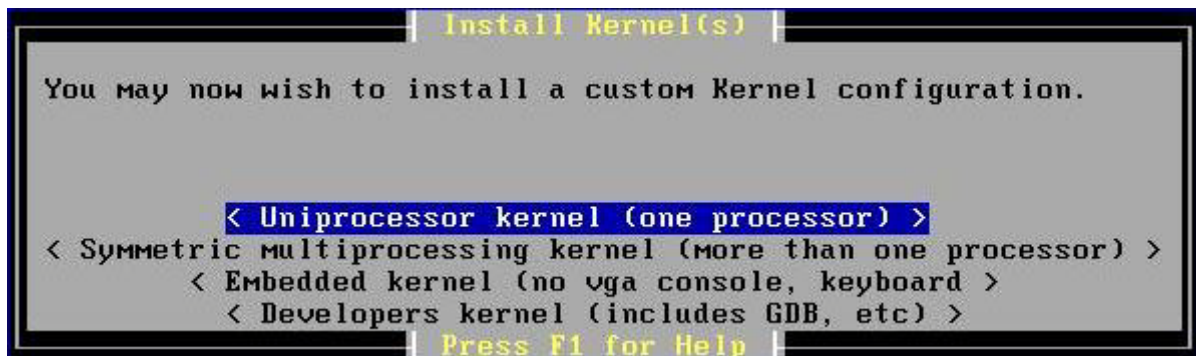 Install Kernel(s)
You may now wish to install a custom Kernel configuration.
< Uniprocessor kernel (one processor) >
< Symmetric multiprocessing kernel (more than one processor) >
< Embedded kernel (no vga console, keyboard >
< Developers kernel (includes GDB, etc) >
Press F1 for Help